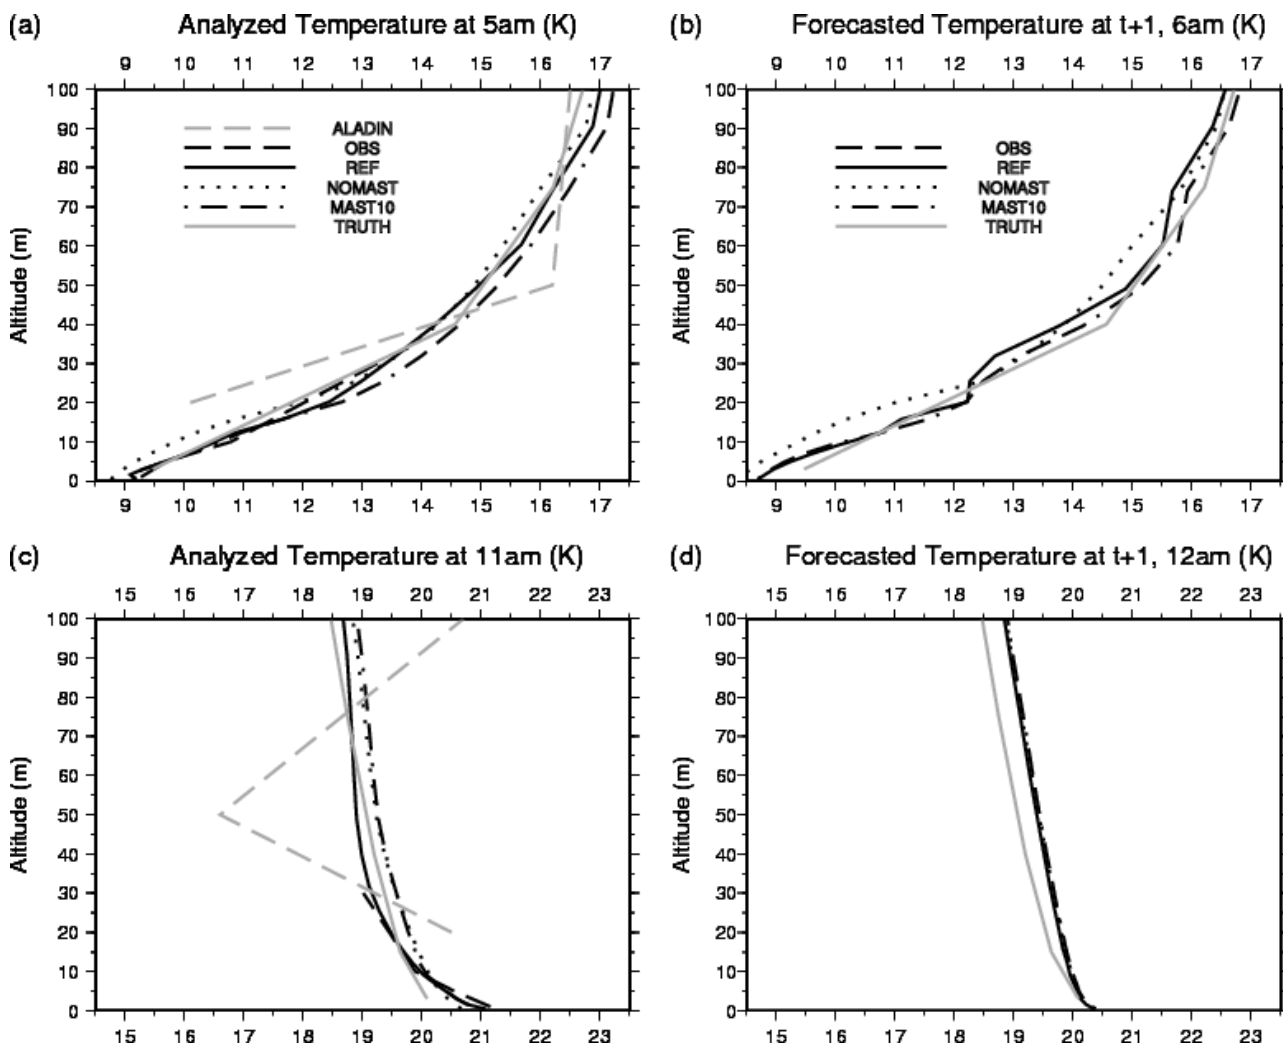 (a) Analyzed Temperature at 5am (K)
9 10 11 12 13 14 15 16 17
100
90
80
70
60
50
40
30
20
10
0
Altitude (m)
ALADIN
OBS
REF
NOMAST
MAST10
TRUTH
9 10 11 12 13 14 15 16 17
(b) Forecasted Temperature at t+1, 6am (K)
9 10 11 12 13 14 15 16 17
100
90
80
70
60
50
40
30
20
10
0
Altitude (m)
OBS
REF
NOMAST
MAST10
TRUTH
9 10 11 12 13 14 15 16 17
(c) Analyzed Temperature at 11am (K)
15 16 17 18 19 20 21 22 23
100
90
80
70
60
50
40
30
20
10
0
Altitude (m)
15 16 17 18 19 20 21 22 23
(d) Forecasted Temperature at t+1, 12am (K)
15 16 17 18 19 20 21 22 23
100
90
80
70
60
50
40
30
20
10
0
Altitude (m)
15 16 17 18 19 20 21 22 23